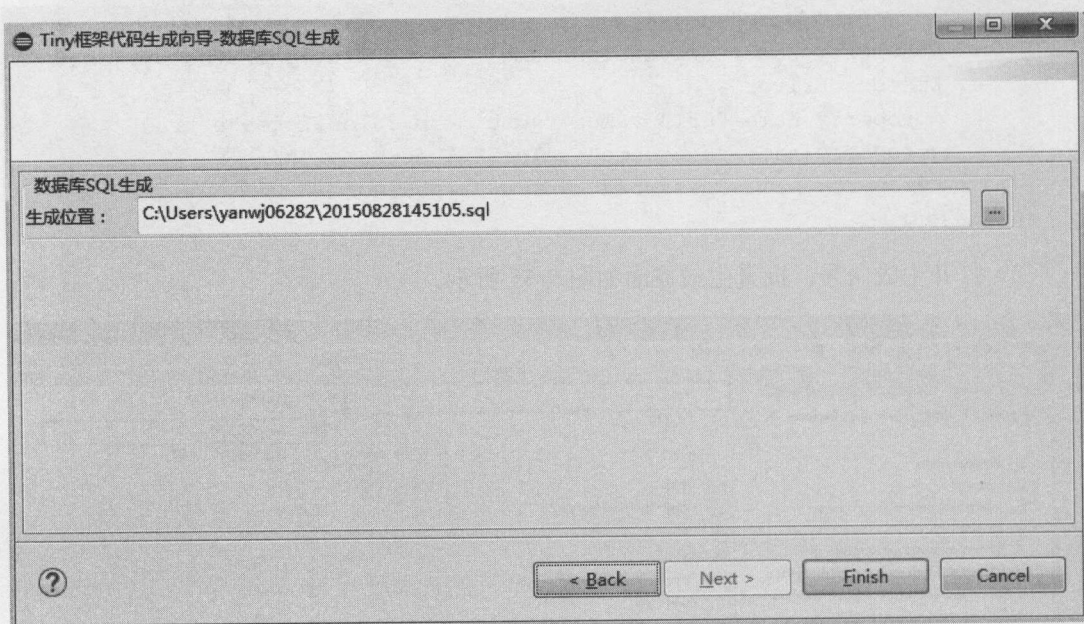 Tiny框架代码生成向导-数据库SQL生成
数据库SQL生成
生成位置： C:\Users\yanwj06282\20150828145105.sql ...
? < Back Next > Finish Cancel